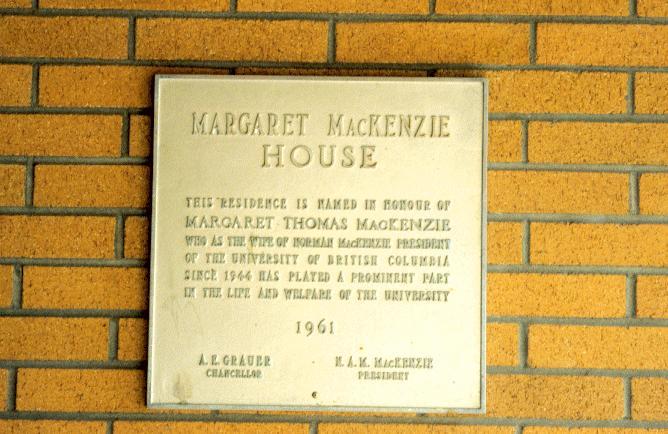 MARGARET MacKENZIE
HOUSE
THIS RESIDENCE IS NAMED IN HONOUR OF
MARGARET THOMAS MacKENZIE
WHO AS THE WIFE OF NORMAN MacKENZIE PRESIDENT
OF THE UNIVERSITY OF BRITISH COLUMBIA
SINCE 1944 HAS PLAYED A PROMINENT PART
IN THE LIFE AND WELFARE OF THE UNIVERSITY
1961
A. E. GRAUER
CHANCELLOR
N. A. M. MacKENZIE
PRESIDENT